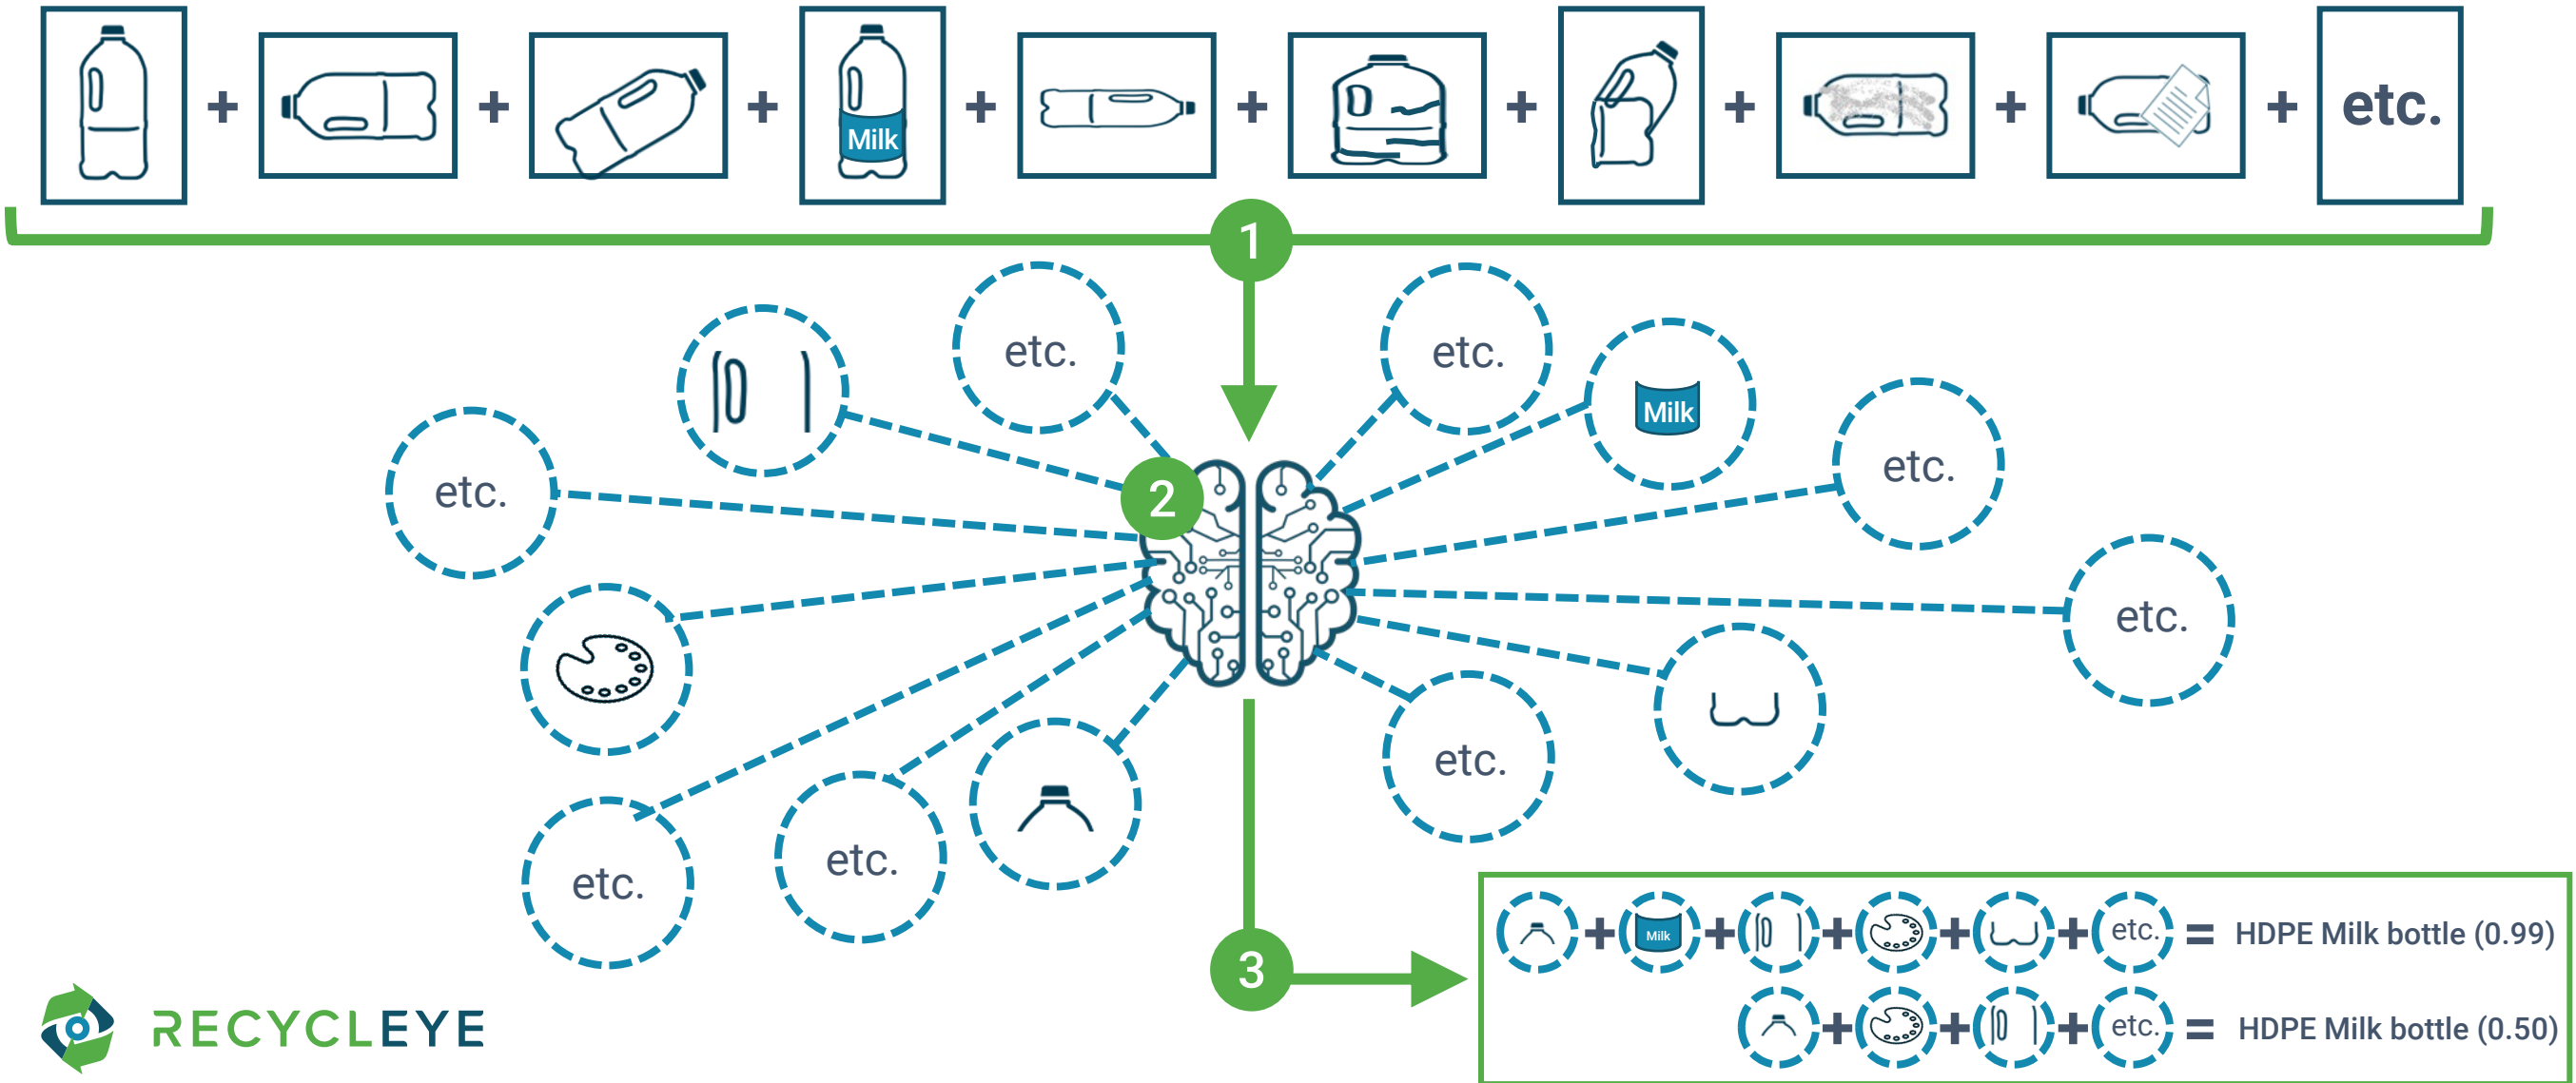 Milk
etc.
1
etc.
etc.
Milk
etc.
etc.
2
etc.
etc.
etc.
etc.
etc.
3
Milk
etc.
HDPE Milk bottle (0.99)
etc.
HDPE Milk bottle (0.50)
RECYCLEYE